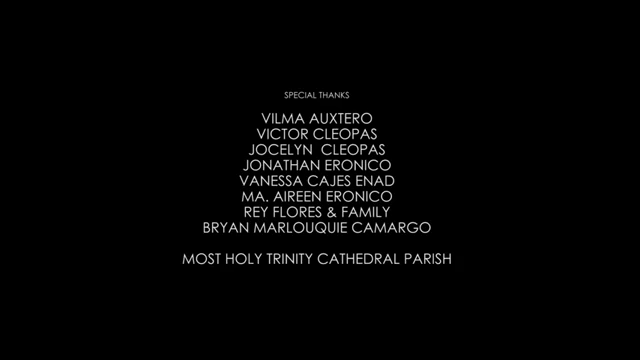 SPECIAL THANKS
VILMA AUXTERO
VICTOR CLEOPAS
JOCELYN CLEOPAS
JONATHAN ERONICO
VANESSA CAJES ENAD
MA. AIREEN ERONICO
REY FLORES & FAMILY
BRYAN MARLOUQUIE CAMARGO
MOST HOLY TRINITY CATHEDRAL PARISH